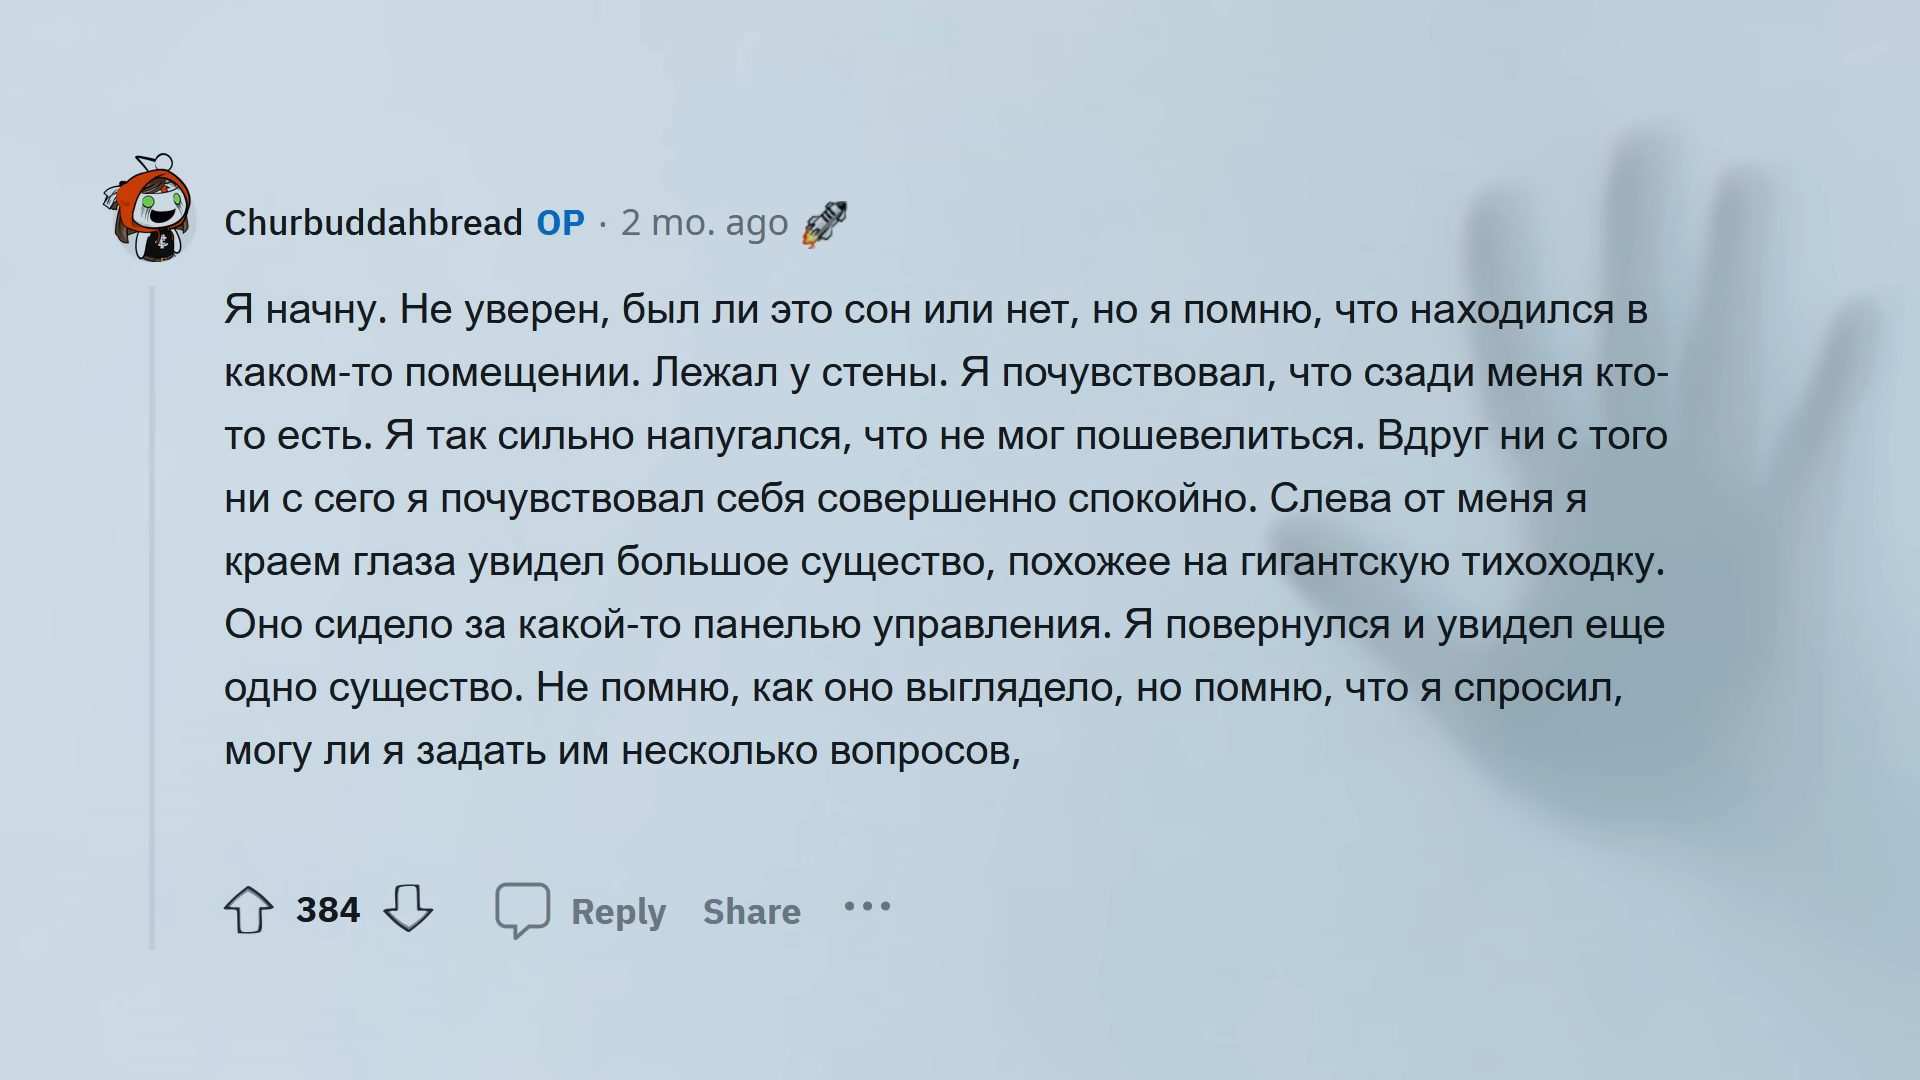 Churbuddahbread OP · 2 mo. ago
Я начну. Не уверен, был ли это сон или нет, но я помню, что находился в
каком-то помещении. Лежал у стены. Я почувствовал, что сзади меня кто-
то есть. Я так сильно напугался, что не мог пошевелиться. Вдруг ни с того
ни с сего я почувствовал себя совершенно спокойно. Слева от меня я
краем глаза увидел большое существо, похожее на гигантскую тихоходку.
Оно сидело за какой-то панелью управления. Я повернулся и увидел еще
одно существо. Не помню, как оно выглядело, но помню, что я спросил,
могу ли я задать им несколько вопросов,
384 Reply Share